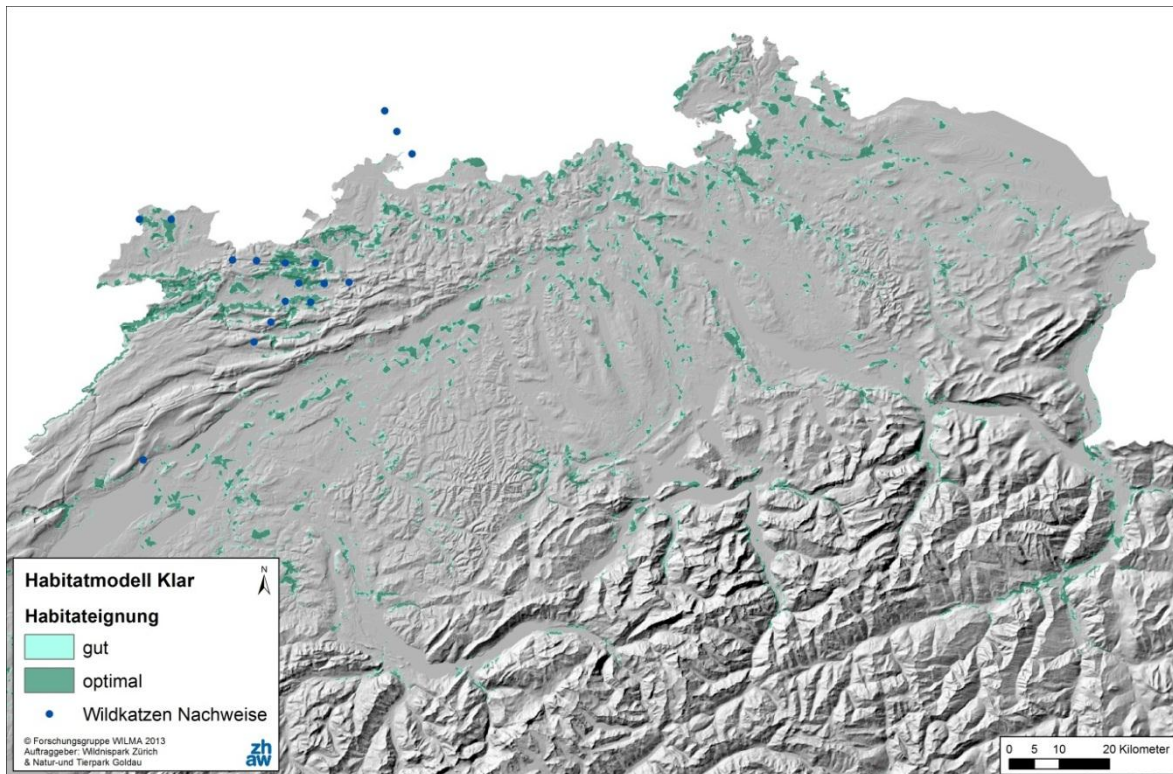 Habitatmodell Klar
N
Habitateignung
gut
optimal
Wildkatzen Nachweise
© Forschungsgruppe WILMA 2013
Auftraggeber: Wildnispark Zürich
& Natur-und Tierpark Goldau
zh
aw
0 5 10 20 Kilometer